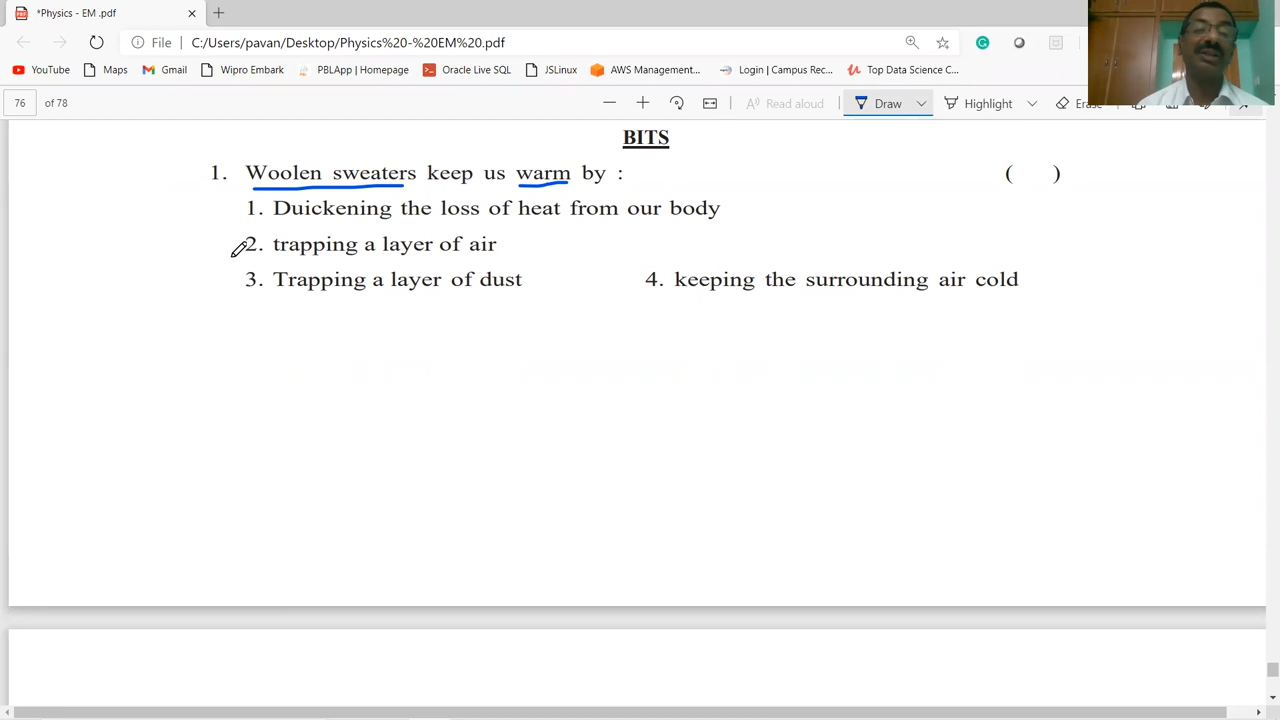 *Physics - EM .pdf
File C:/Users/pavan/Desktop/Physics%20-%20EM%20.pdf
YouTube Maps Gmail Wipro Embark PBLApp | Homepage Oracle Live SQL JSLinux AWS Management... Login | Campus Rec... Top Data Science C...
76 of 78 Read aloud Draw Highlight
BITS
1. Woolen sweaters keep us warm by : ( )
1. Duickening the loss of heat from our body
2. trapping a layer of air
3. Trapping a layer of dust 4. keeping the surrounding air cold